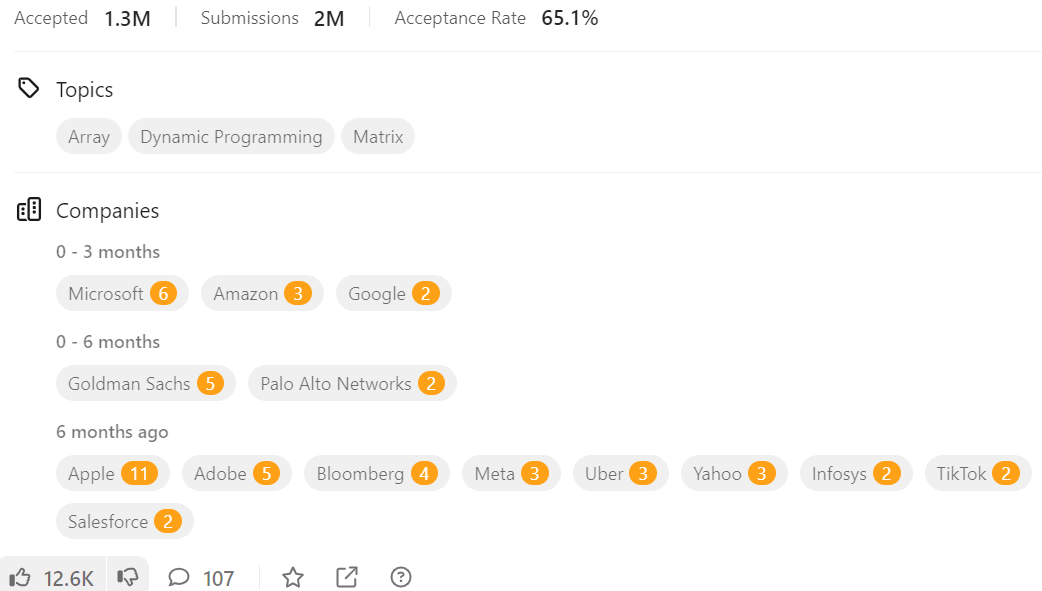 Accepted 1.3M Submissions 2M Acceptance Rate 65.1%
Topics
Array Dynamic Programming Matrix
Companies
0 - 3 months
Microsoft 6 Amazon 3 Google 2
0 - 6 months
Goldman Sachs 5 Palo Alto Networks 2
6 months ago
Apple 11 Adobe 5 Bloomberg 4 Meta 3 Uber 3 Yahoo 3 Infosys 2 TikTok 2
Salesforce 2
12.6K 107 ?